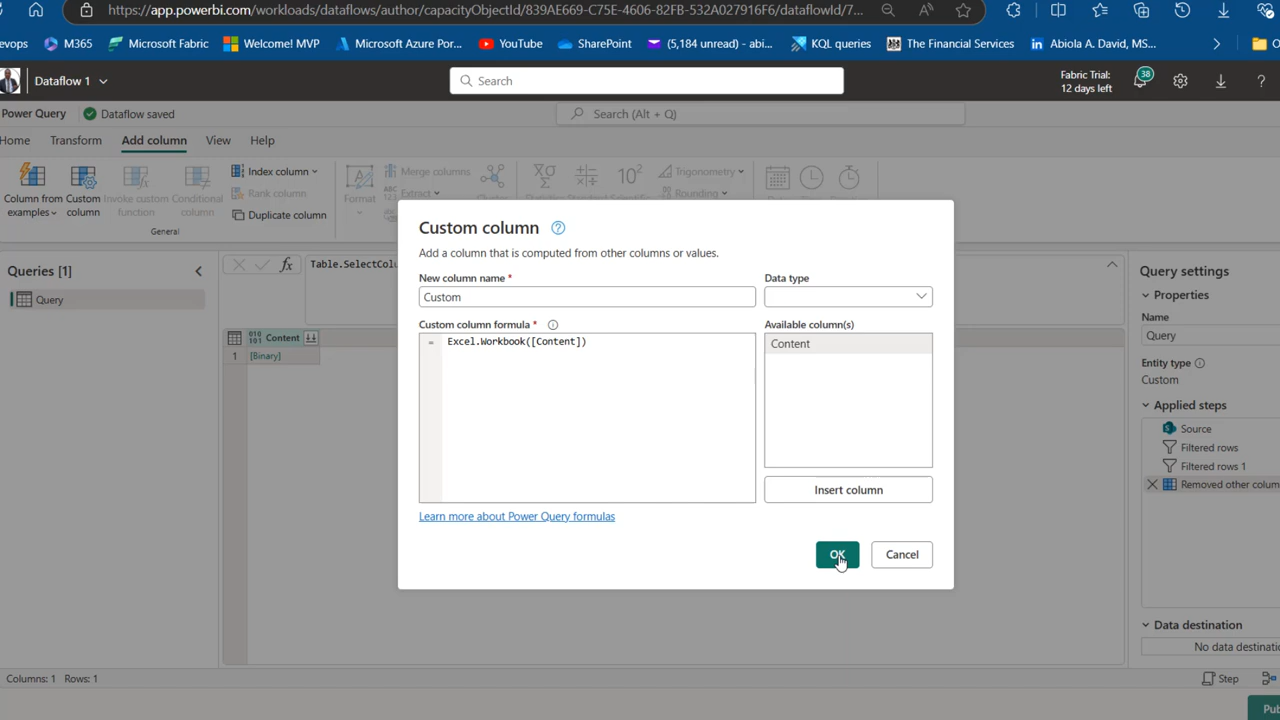 https://app.powerbi.com/workloads/dataflows/author/capacityObjectId/839AE669-C75E-4606-82FB-532A027916F6/dataflowId/7...
evops
M365
Microsoft Fabric
Welcome! MVP
Microsoft Azure Por...
YouTube
SharePoint
(5,184 unread) - abi...
KQL queries
The Financial Services
Abiola A. David, MS...
Dataflow 1
Search
Fabric Trial:
12 days left
38
Power Query
Dataflow saved
Search (Alt + Q)
Home
Transform
Add column
View
Help
Column from examples
Custom column
Invoke custom function
Conditional column
Index column
Rank column
Duplicate column
General
Format
Merge columns
Extract
Trigonometry
Rounding
Queries [1]
Query
Table.SelectColu
Content
1
[Binary]
Custom column
Add a column that is computed from other columns or values.
New column name *
Custom
Data type
Custom column formula *
= Excel.Workbook([Content])
Available column(s)
Content
Insert column
Learn more about Power Query formulas
OK
Cancel
Query settings
Properties
Name
Query
Entity type
Custom
Applied steps
Source
Filtered rows
Filtered rows 1
Removed other colum
Data destination
No data destinati
Columns: 1 Rows: 1
Step
Pu